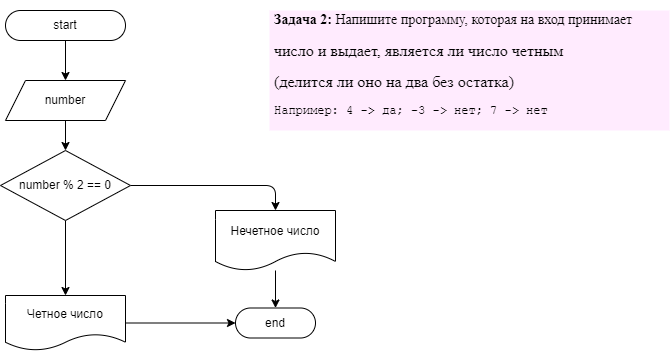 start
Задача 2: Напишите программу, которая на вход принимает
число и выдает, является ли число четным
(делится ли оно на два без остатка)
Например: 4 -> да; -3 -> нет; 7 -> нет
number
number % 2 == 0
Нечетное число
Четное число
end